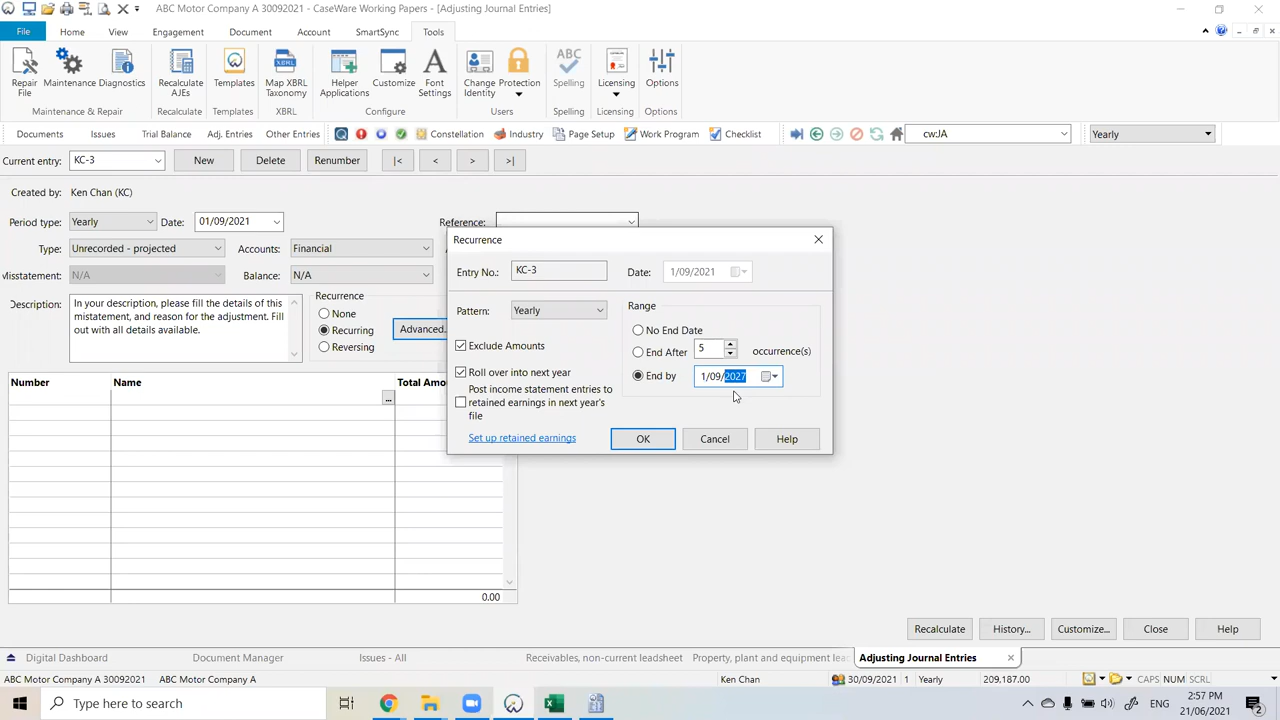 ABC Motor Company A 30092021 - CaseWare Working Papers - [Adjusting Journal Entries]
File Home View Engagement Document Account SmartSync Tools
Repair File
Maintenance
Diagnostics
Recalculate AJEs
Templates
Map XBRL Taxonomy
Helper Applications
Customize
Font Settings
Change Identity
Protection
ABC
Spelling
Licensing
Options
Maintenance & Repair Recalculate Templates XBRL Configure Users Spelling Licensing Options
Documents Issues Trial Balance Adj. Entries Other Entries Constellation Industry Page Setup Work Program Checklist cw:JA Yearly
Current entry: KC-3 New Delete Renumber |< < > >|
Created by: Ken Chan (KC)
Period type: Yearly Date: 01/09/2021 Reference:
Type: Unrecorded - projected Accounts: Financial
Misstatement: N/A Balance: N/A
Description: In your description, please fill the details of this
mistatement, and reason for the adjustment. Fill
out with all details available.
Recurrence
None
Recurring
Reversing
Advanced...
Number Name Total Amo
...
0.00
Recurrence
Entry No.: KC-3 Date: 1/09/2021
Pattern: Yearly
Exclude Amounts
Roll over into next year
Post income statement entries to
retained earnings in next year's
file
Set up retained earnings
Range
No End Date
End After 5 occurrence(s)
End by 1/09/2027
OK Cancel Help
Recalculate History... Customize... Close Help
Digital Dashboard Document Manager Issues - All Receivables, non-current leadsheet Property, plant and equipment lea Adjusting Journal Entries
ABC Motor Company A 30092021 ABC Motor Company A Ken Chan 30/09/2021 1 Yearly 209,187.00 CAPS NUM SCRL
Type here to search
ENG
2:57 PM
21/06/2021
2